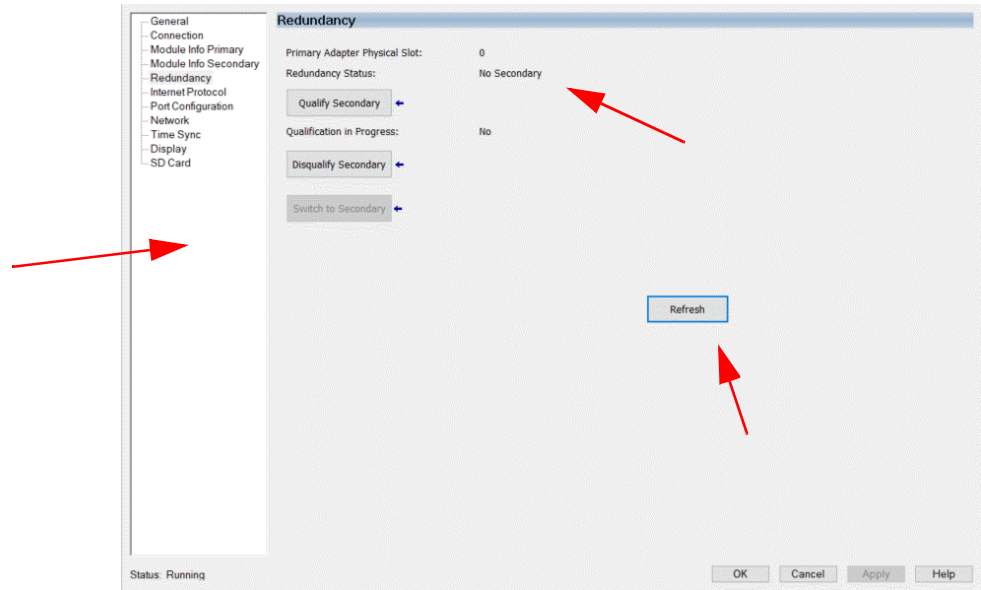 General
Connection
Module Info Primary
Module Info Secondary
Redundancy
Internet Protocol
Port Configuration
Network
Time Sync
Display
SD Card
Redundancy
Primary Adapter Physical Slot: 0
Redundancy Status: No Secondary
Qualify Secondary
Qualification in Progress: No
Disqualify Secondary
Switch to Secondary
Refresh
Status: Running
OK Cancel Apply Help